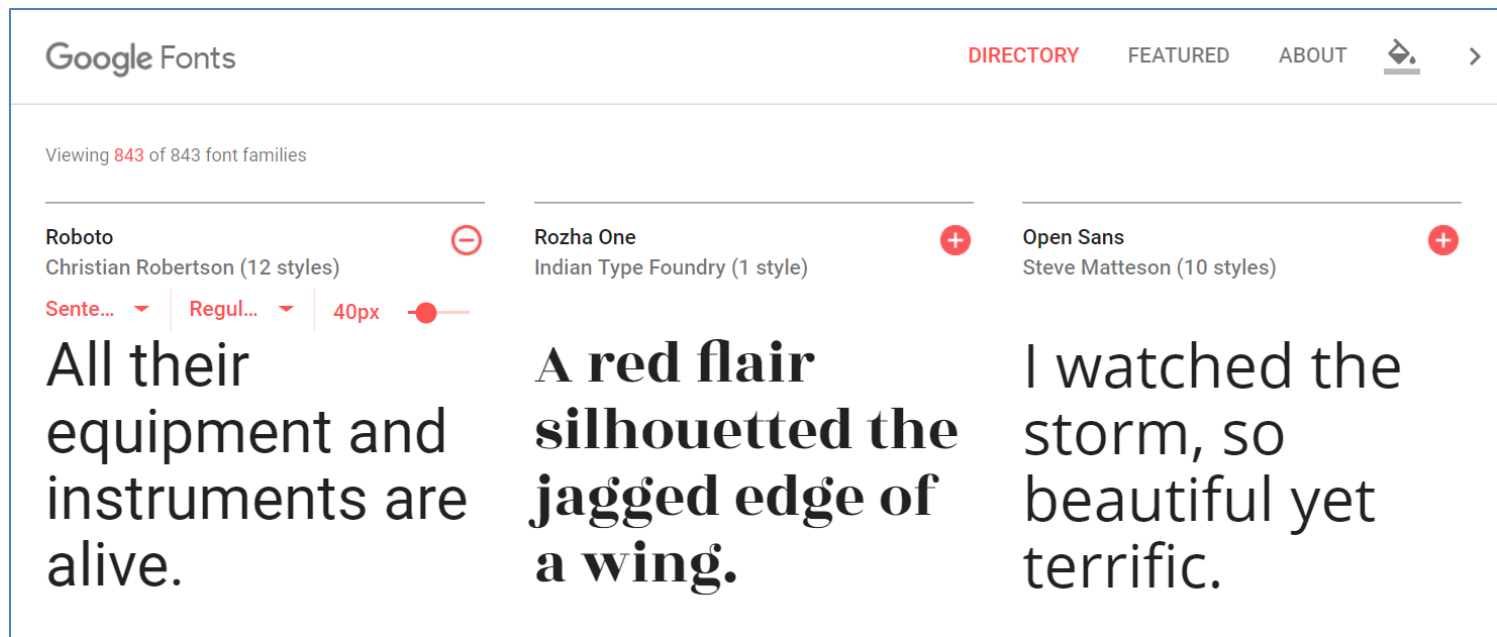 Google Fonts
DIRECTORY FEATURED ABOUT
Viewing 843 of 843 font families
Roboto
Christian Robertson (12 styles)
Sente... Regul... 40px
All their
equipment and
instruments are
alive.
Rozha One
Indian Type Foundry (1 style)
A red flair
silhouetted the
jagged edge of
a wing.
Open Sans
Steve Matteson (10 styles)
I watched the
storm, so
beautiful yet
terrific.